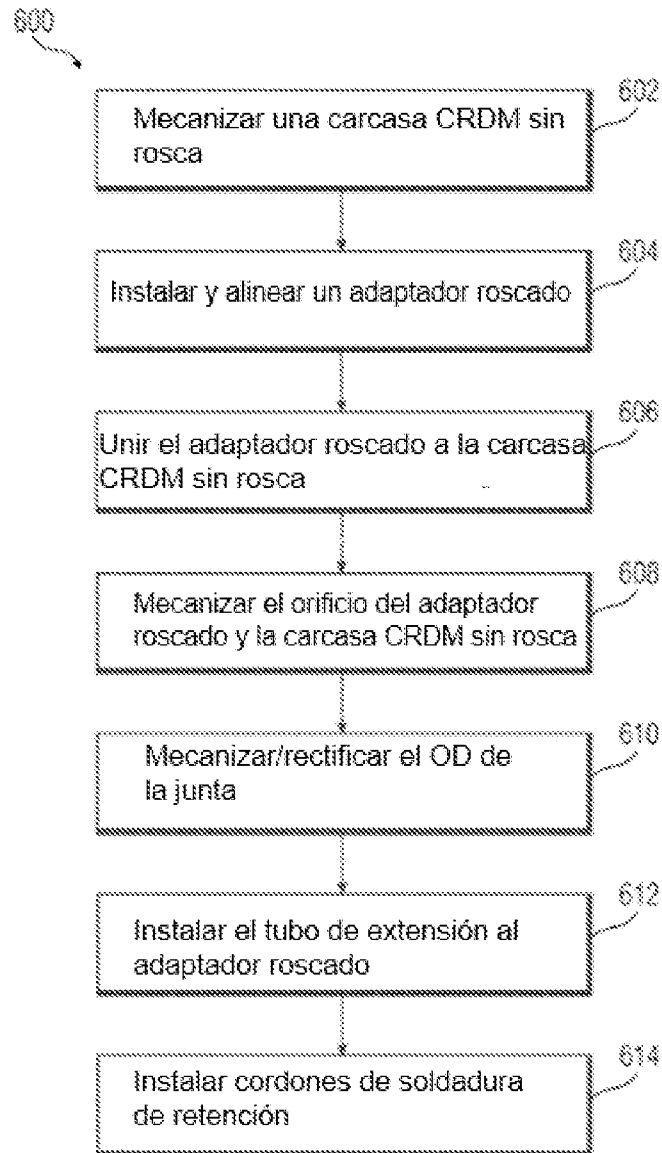 600
602
Mecanizar una carcasa CRDM sin
rosca
604
Instalar y alinear un adaptador roscado
606
Unir el adaptador roscado a la carcasa
CRDM sin rosca
608
Mecanizar el orificio del adaptador
roscado y la carcasa CRDM sin rosca
610
Mecanizar/rectificar el OD de
la junta
612
Instalar el tubo de extensión al
adaptador roscado
614
Instalar cordones de soldadura
de retención